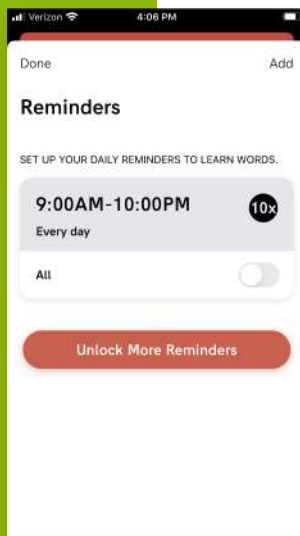 Verizon 4:06 PM
Done Add
Reminders
SET UP YOUR DAILY REMINDERS TO LEARN WORDS.
9:00AM-10:00PM 10x
Every day
All
Unlock More Reminders